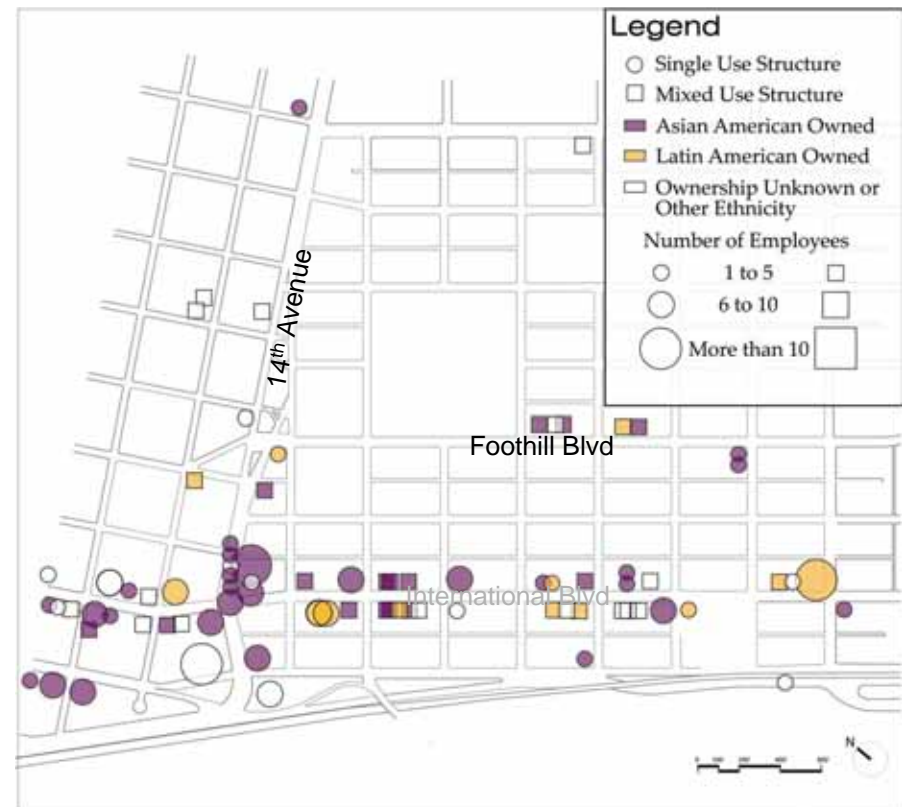 Legend
Single Use Structure
Mixed Use Structure
Asian American Owned
Latin American Owned
Ownership Unknown or
Other Ethnicity
Number of Employees
1 to 5
6 to 10
More than 10
14th Avenue
Foothill Blvd
International Blvd
N